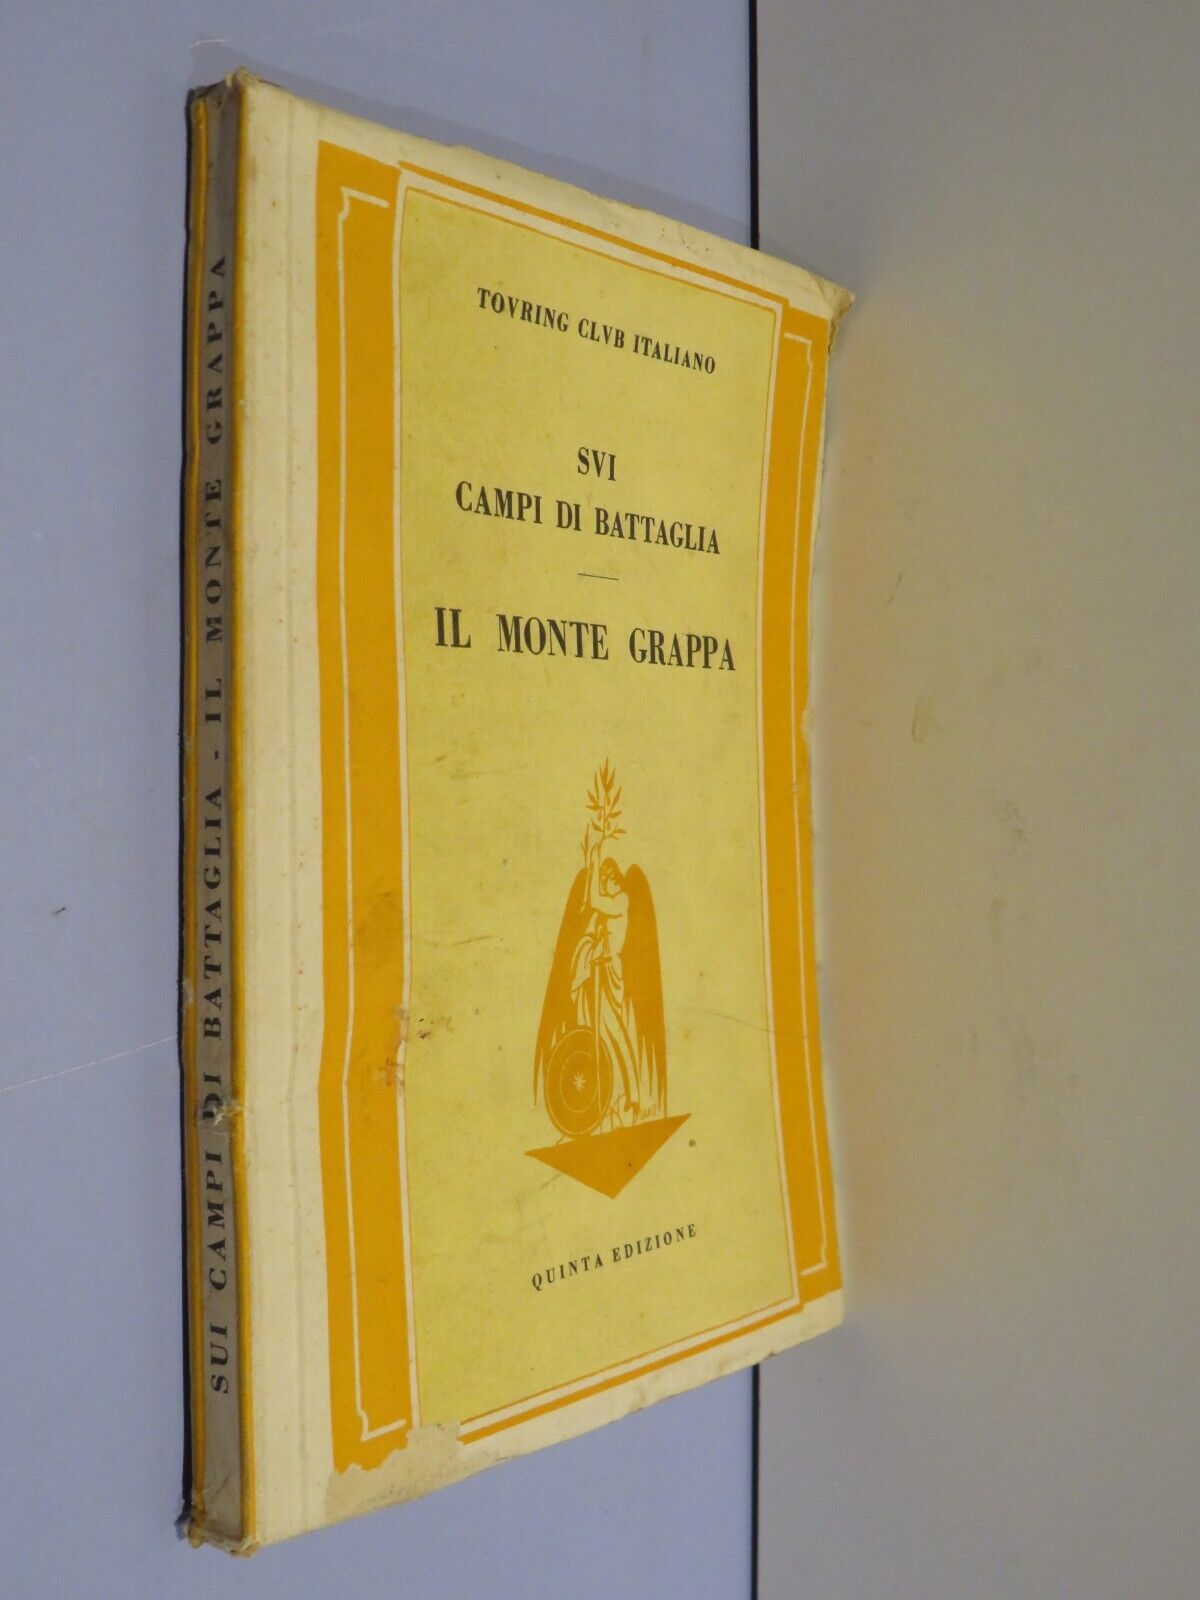 TOVRING CLVB ITALIANO
SVI
CAMPI DI BATTAGLIA
IL MONTE GRAPPA
QUINTA EDIZIONE
SUI CAMPI DI BATTAGLIA - IL MONTE GRAPPA